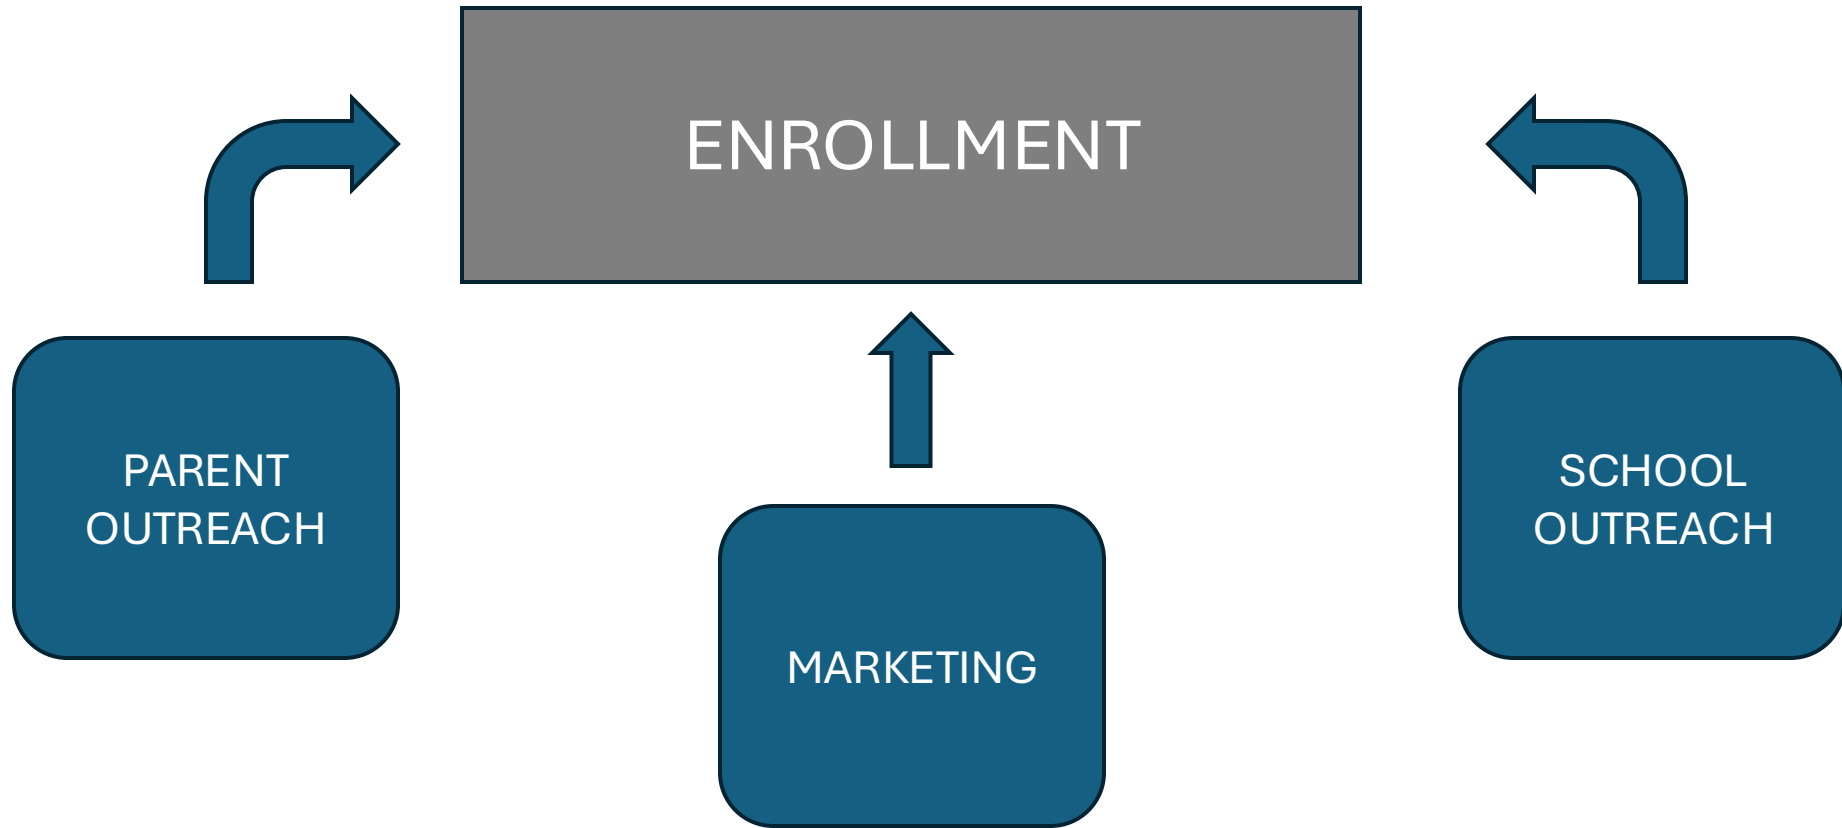 ENROLLMENT
PARENT
OUTREACH
MARKETING
SCHOOL
OUTREACH